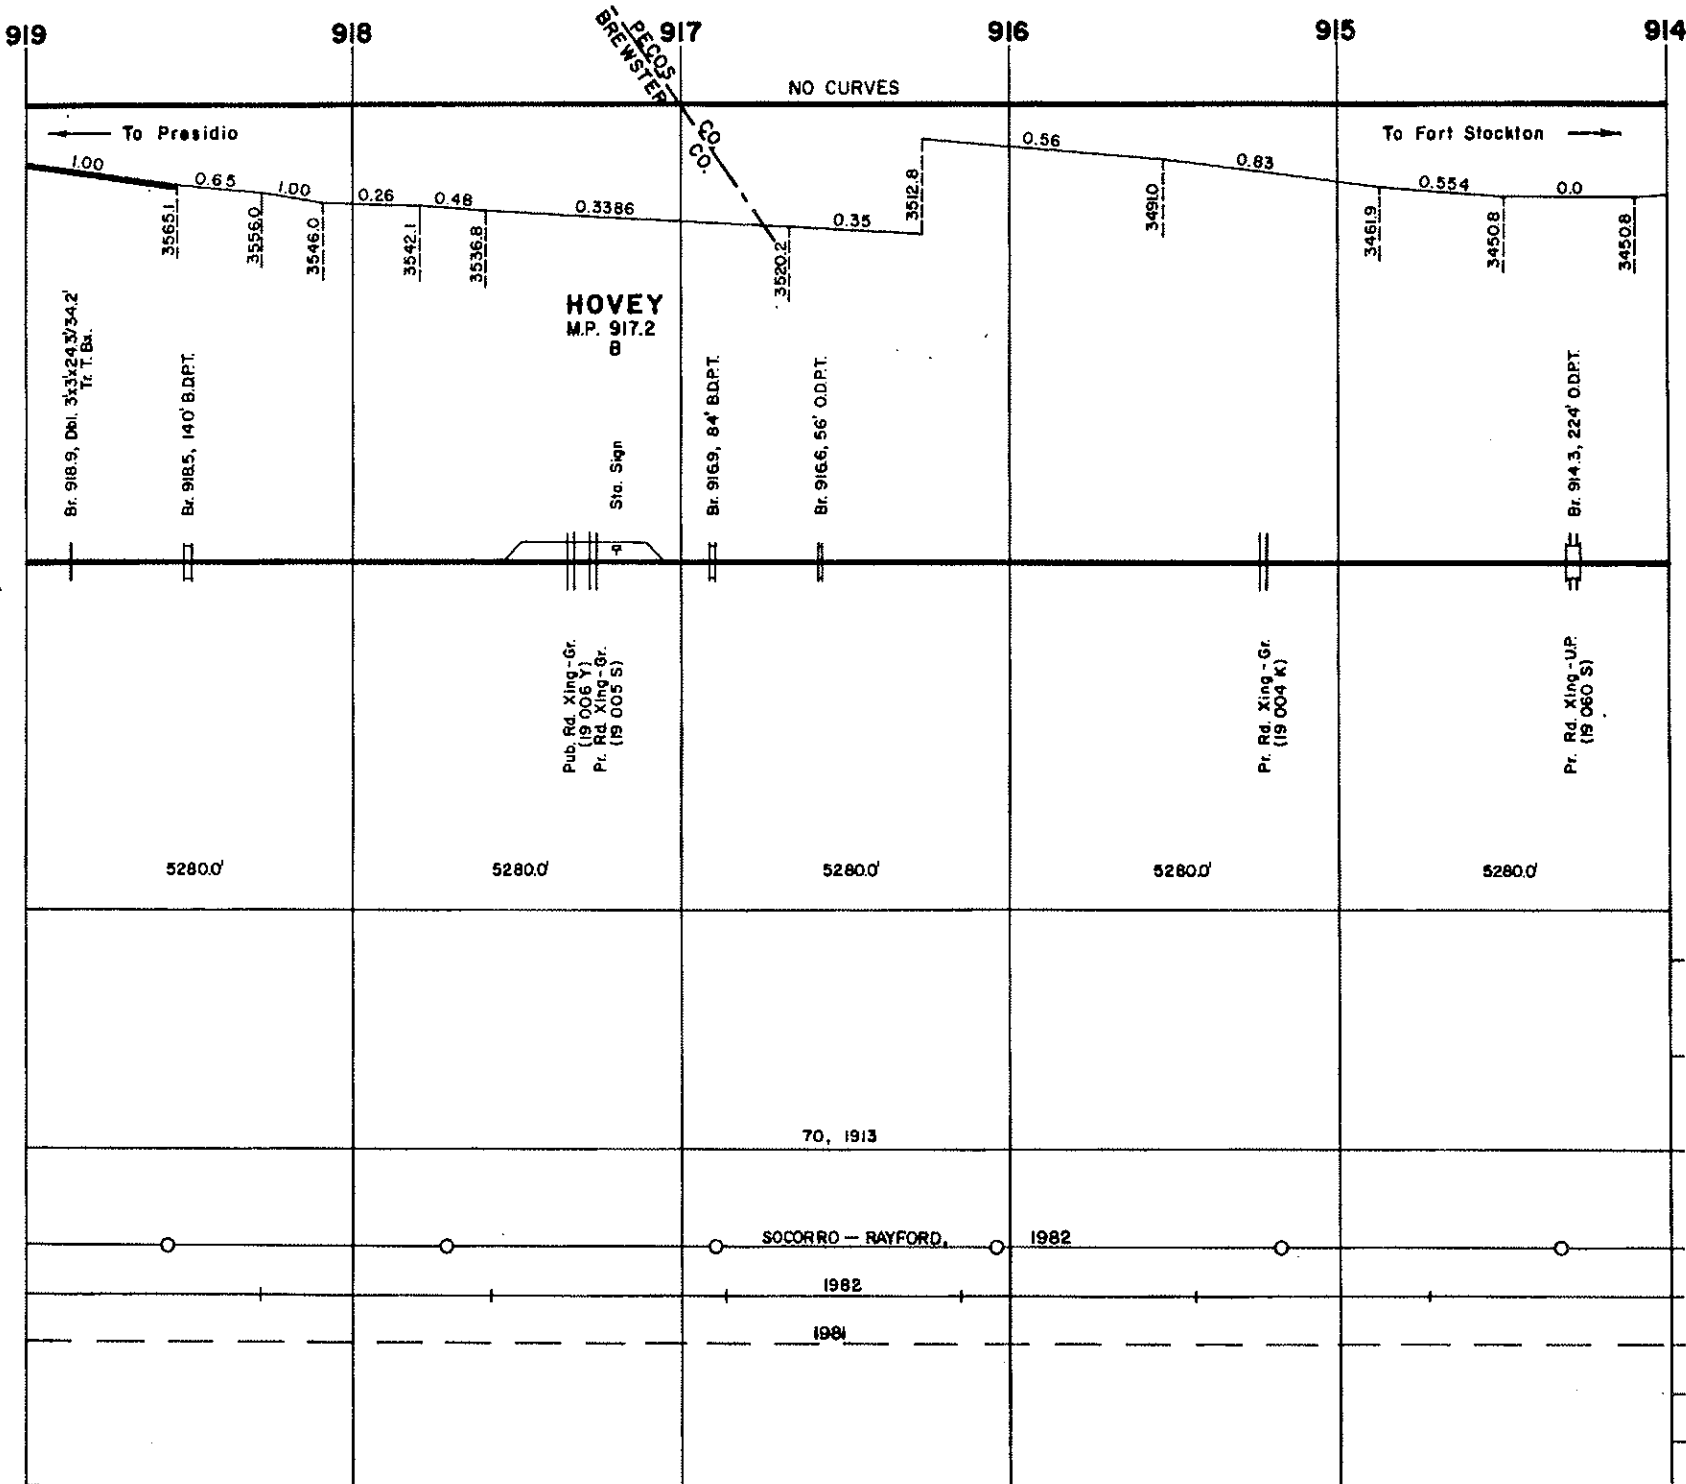 919
918
917
916
915
914
PECOS CO.
BREWSTER CO.
NO CURVES
To Presidio
To Fort Stockton
1.00
0.65
1.00
0.26
0.48
0.3386
0.35
0.56
0.83
0.554
0.0
3565.1
3556.0
3546.0
3542.1
3536.8
3520.2
3512.8
3491.0
3461.9
3450.8
3450.8
HOVEY
M.P. 917.2
B
Br. 918.9, Dbl. 3'x3'x24.3'/34.2'
Tr. T. Bx.
Br. 918.5, 140' B.D.P.T.
Sta. Sign
Br. 916.9, 84' B.D.P.T.
Br. 916.6, 56' O.D.P.T.
Br. 914.3, 224' O.D.P.T.
Pub. Rd. Xing-Gr.
(19 006 Y)
Pr. Rd. Xing-Gr.
(19 005 S)
Pr. Rd. Xing-Gr.
(19 004 K)
Pr. Rd. Xing-U.P.
(19 060 S)
5280.0'
5280.0'
5280.0'
5280.0'
5280.0'
70, 1913
SOCORRO — RAYFORD, 1982
1982
1981